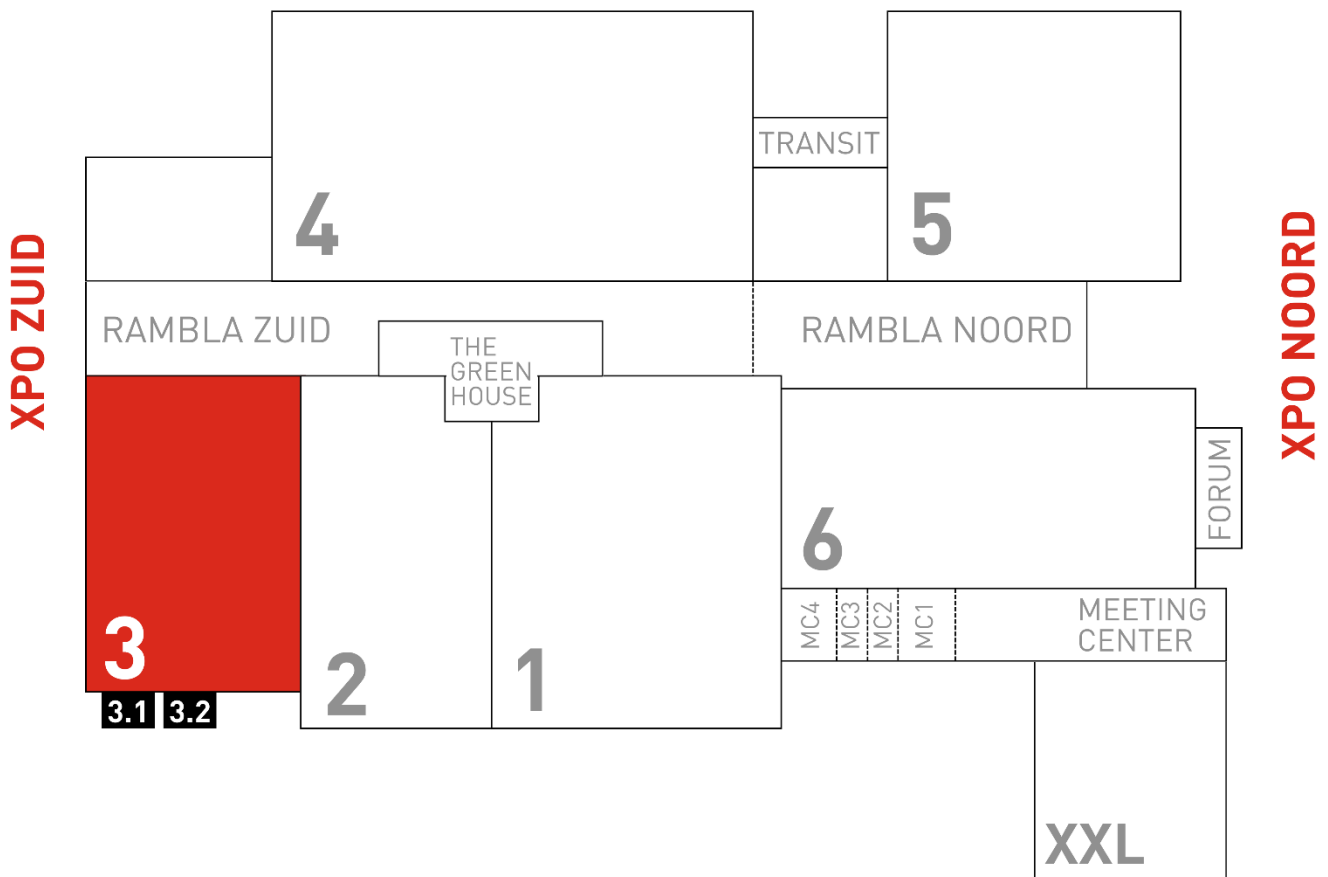 TRANSIT
4
5
XPO ZUID
XPO NOORD
RAMBLA ZUID
THE
GREEN
HOUSE
RAMBLA NOORD
FORUM
6
3
2
1
MC4
MC3
MC2
MC1
MEETING
CENTER
3.1
3.2
XXL